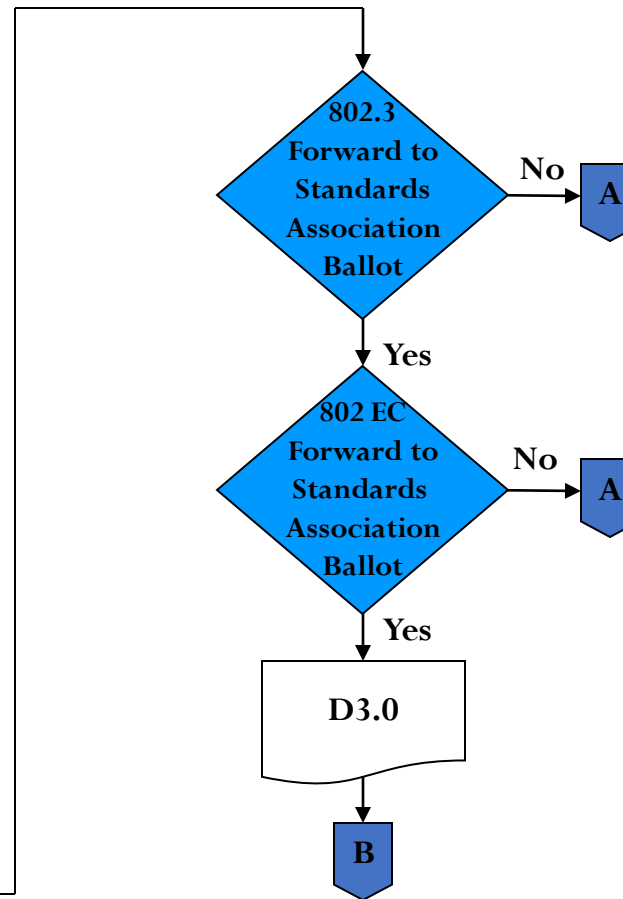 802.3
Forward to
Standards
Association
Ballot
No
A
Yes
802 EC
Forward to
Standards
Association
Ballot
No
A
Yes
D3.0
B